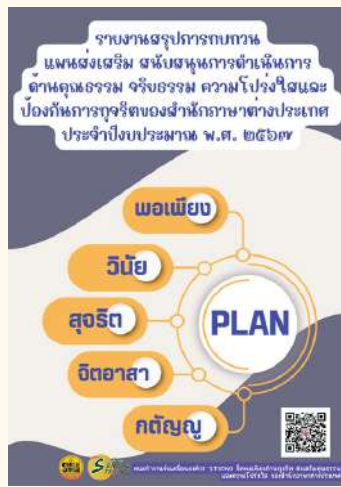 รายงานสรุปการทบทวน
แผนส่งเสริม สนับสนุนการดำเนินการ
ด้านคุณธรรม จริยธรรม ความโปร่งใสและ
ป้องกันการทุจริตของสำนักภาษาต่างประเทศ
ประจำปีงบประมาณ พ.ศ. ๒๕๖๗
พอเพียง
วินัย
สุจริต
PLAN
จิตอาสา
กตัญญู